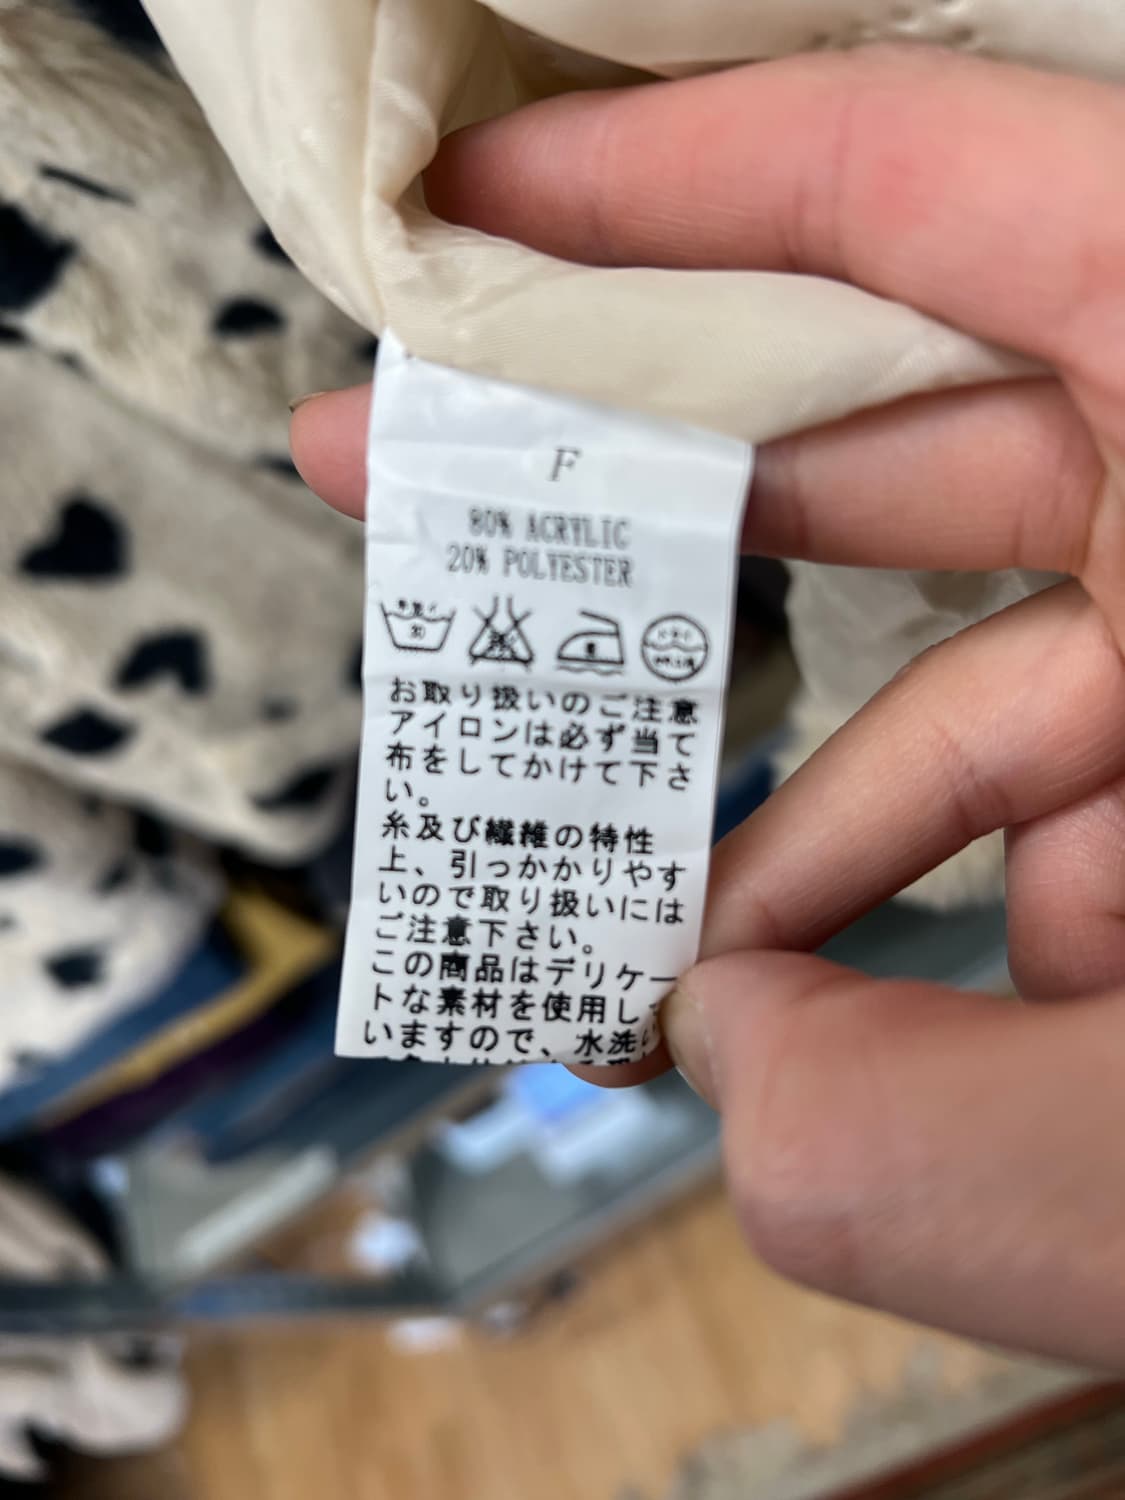 F
80% ACRYLIC
20% POLYESTER
お取り扱いのご注意
アイロンは必ず当て
布をしてかけて下さ
い。
糸及び繊維の特性
上、引っかかりやす
いので取り扱いには
ご注意下さい。
この商品はデリケー
トな素材を使用し
いますので、水洗